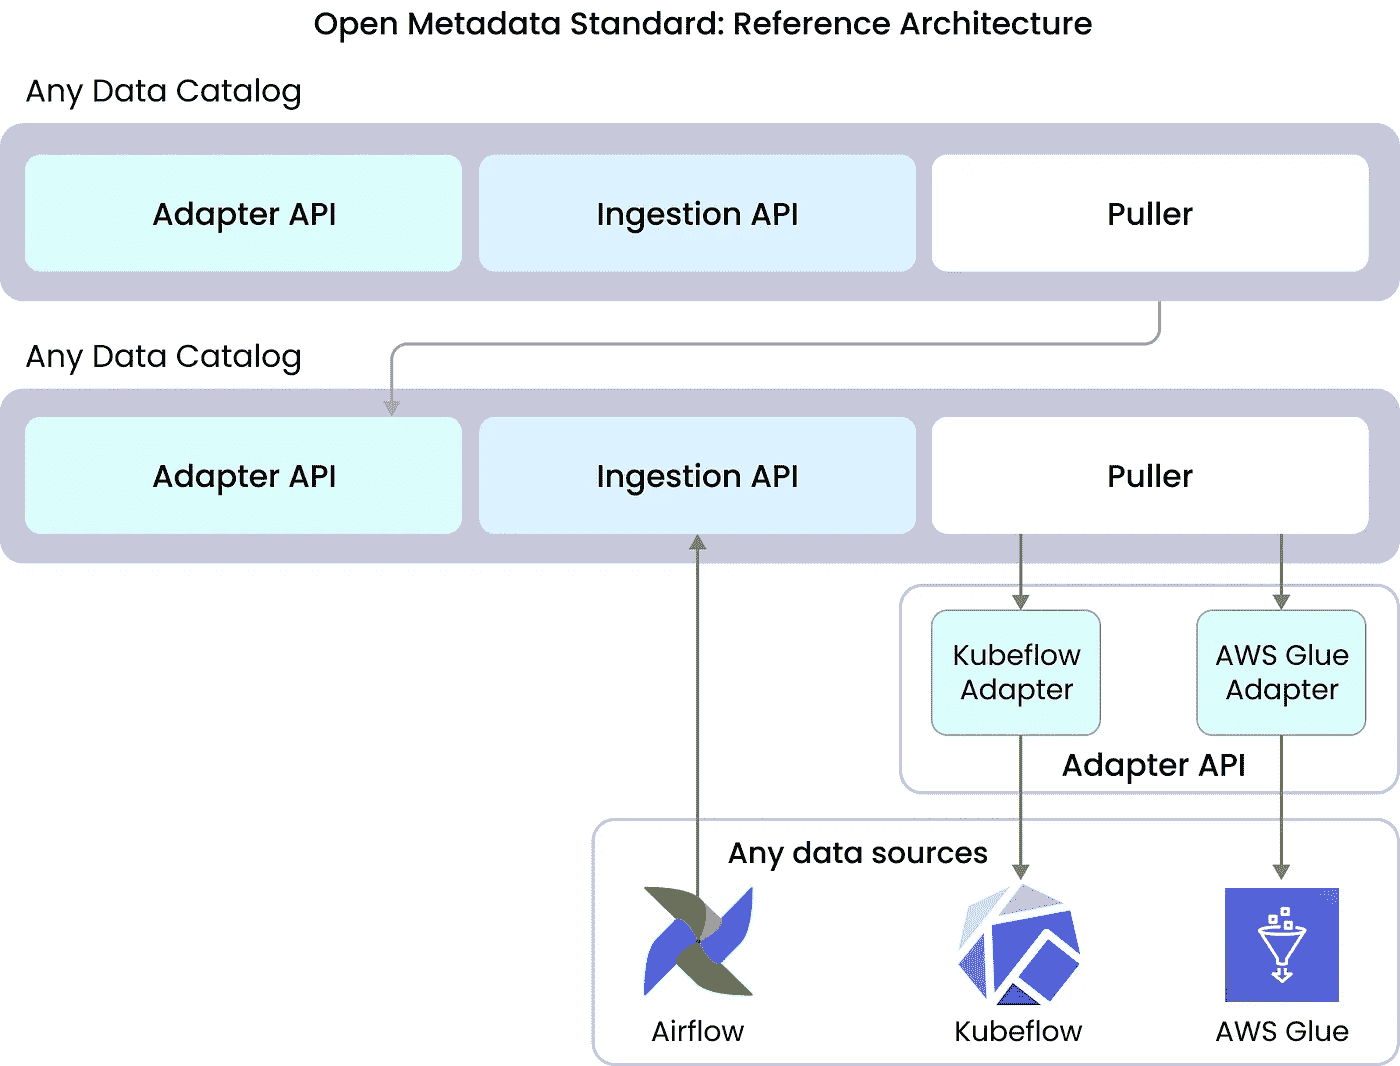 Open Metadata Standard: Reference Architecture
Any Data Catalog
Adapter API
Ingestion API
Puller
Any Data Catalog
Adapter API
Ingestion API
Puller
Kubeflow
Adapter
AWS Glue
Adapter
Adapter API
Any data sources
Airflow
Kubeflow
AWS Glue